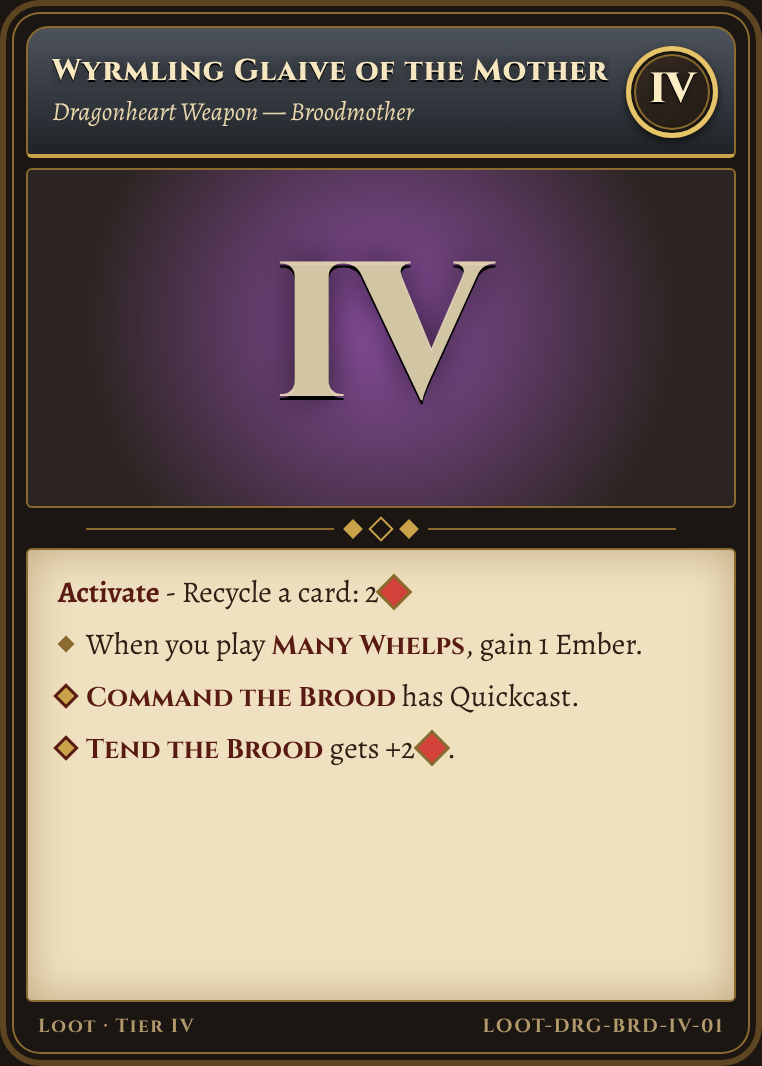 Wyrmling Glaive of the Mother
Dragonheart Weapon — Broodmother
IV
IV
Activate - Recycle a card: 2
When you play Many Whelps, gain 1 Ember.
Command the Brood has Quickcast.
Tend the Brood gets +2.
Loot · Tier IV
LOOT-DRG-BRD-IV-01